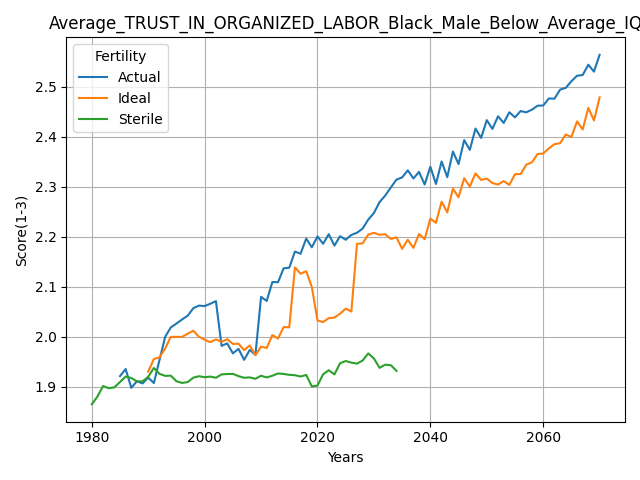 Average_TRUST_IN_ORGANIZED_LABOR_Black_Male_Below_Average_IQ
Fertility
Actual
Ideal
Sterile
Score(1-3)
2.5
2.4
2.3
2.2
2.1
2.0
1.9
1980
2000
2020
2040
2060
Years